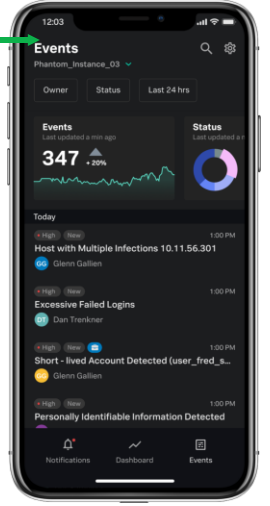 12:03
Events
Phantom_Instance_03
Owner Status Last 24 hrs
Events
Last updated a min ago
347 + 20%
Status
Last updated a
Today
High New 1:00 PM
Host with Multiple Infections 10.11.56.301
GG Glenn Gallien
High New 1:00 PM
Excessive Failed Logins
DT Dan Trenkner
High New 1:00 PM
Short - lived Account Detected (user_fred_s...
GG Glenn Gallien
High New 1:00 PM
Personally Identifiable Information Detected
Notifications Dashboard Events